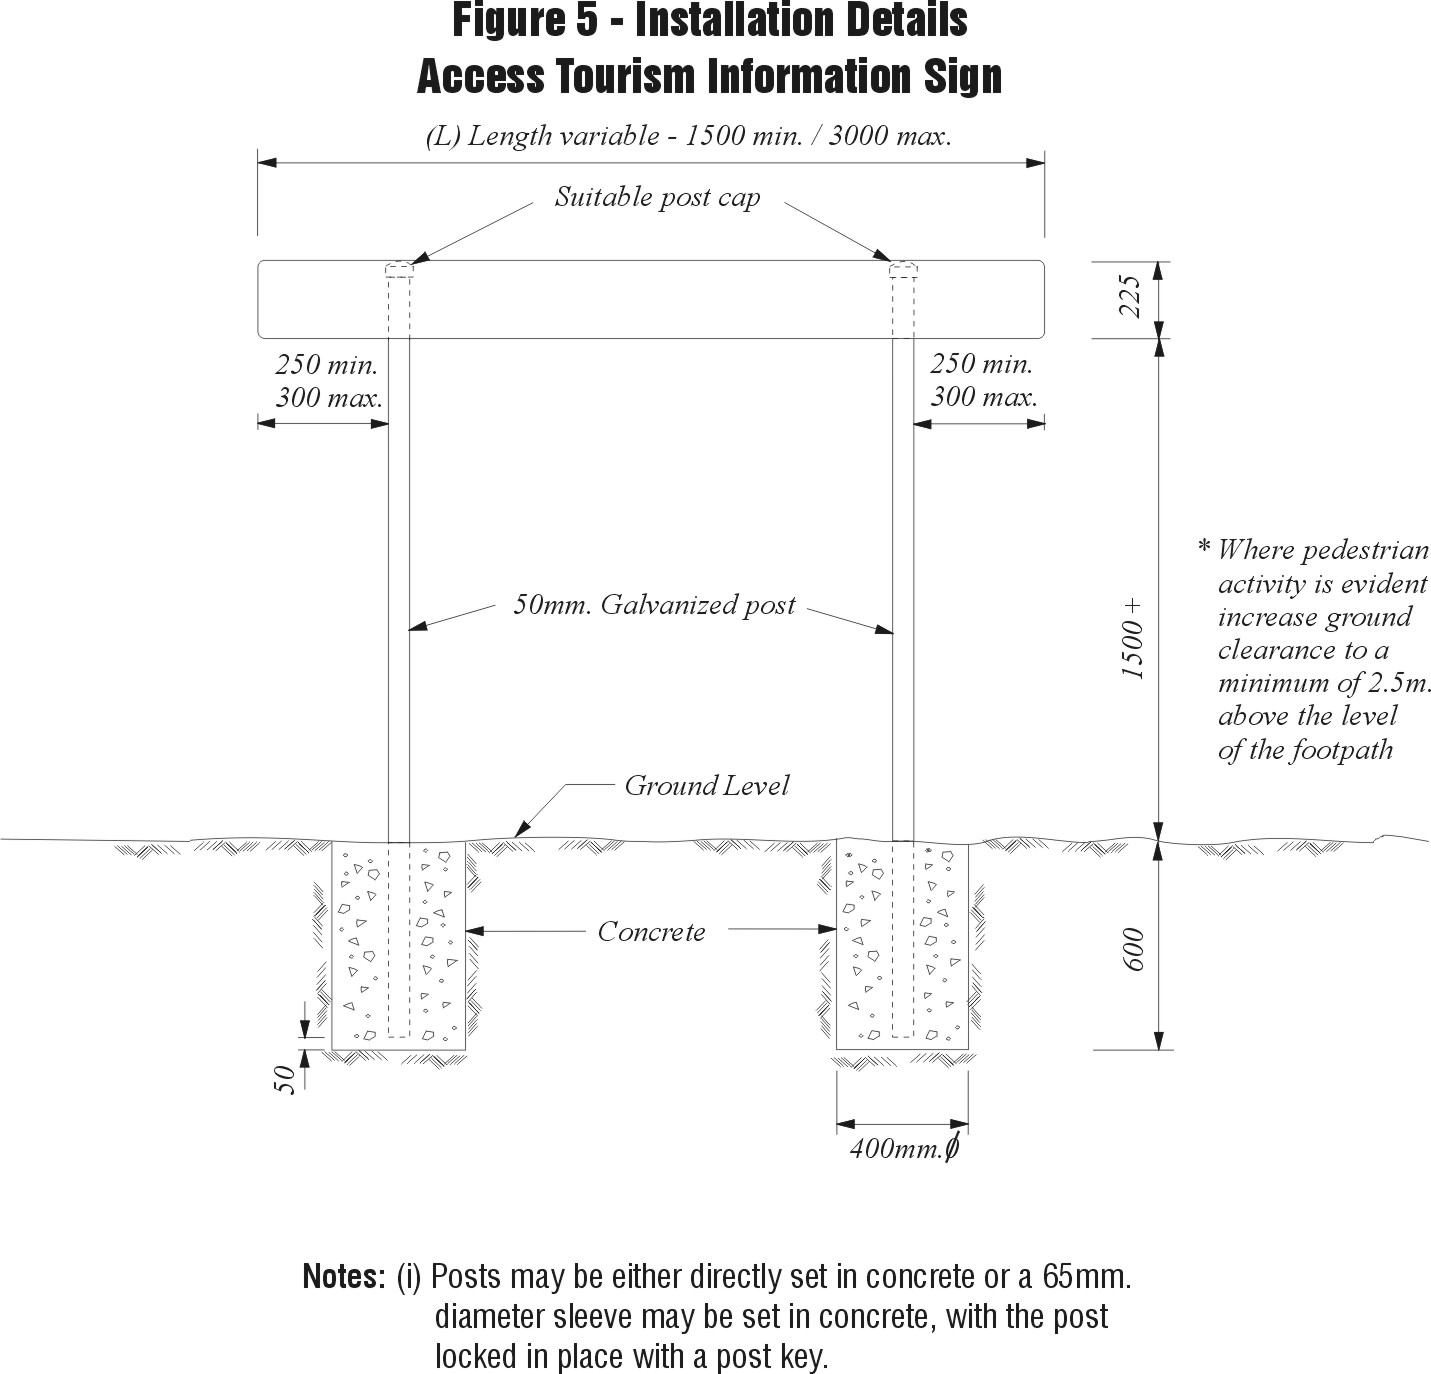 Figure 5 - Installation Details
Access Tourism Information Sign
(L) Length variable - 1500 min. / 3000 max.
Suitable post cap
225
250 min.
300 max.
250 min.
300 max.
* Where pedestrian
activity is evident
increase ground
clearance to a
minimum of 2.5m.
above the level
of the footpath
50mm. Galvanized post
1500 +
Ground Level
Concrete
600
50
400mm.ϕ
Notes: (i) Posts may be either directly set in concrete or a 65mm.
diameter sleeve may be set in concrete, with the post
locked in place with a post key.